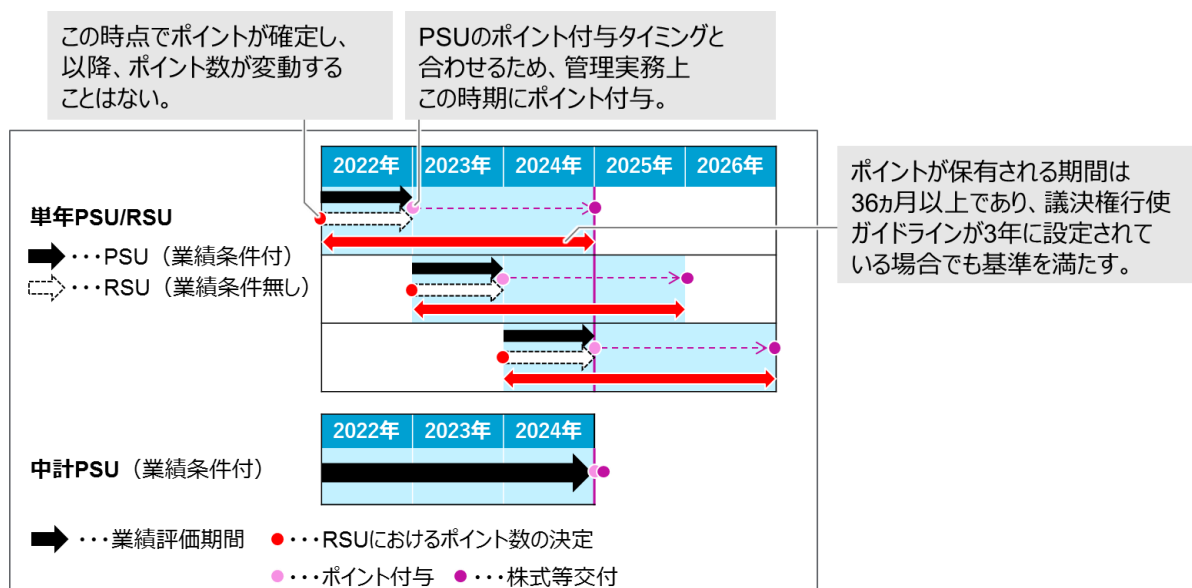 この時点でポイントが確定し、
以降、ポイント数が変動する
ことはない。
PSUのポイント付与タイミングと
合わせるため、管理実務上
この時期にポイント付与。
2022年 2023年 2024年 2025年 2026年
単年PSU/RSU
・・・PSU（業績条件付）
・・・RSU（業績条件無し）
ポイントが保有される期間は
36ヵ月以上であり、議決権行使
ガイドラインが3年に設定されて
いる場合でも基準を満たす。
2022年 2023年 2024年
中計PSU（業績条件付）
・・・業績評価期間 ・・・RSUにおけるポイント数の決定
・・・ポイント付与 ・・・株式等交付